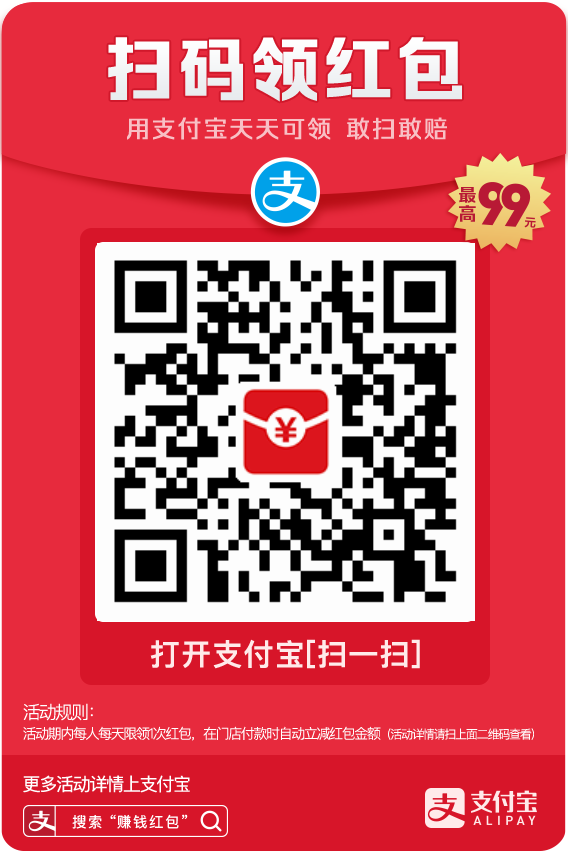 扫码领红包
用支付宝天天可领 敢扫敢赔
支
最高99元
¥
打开支付宝[扫一扫]
活动规则：
活动期内每人每天限领1次红包，在门店付款时自动立减红包金额（活动详情请扫上面二维码查看）
更多活动详情上支付宝
支 搜索“赚钱红包”
支 支付宝
ALIPAY